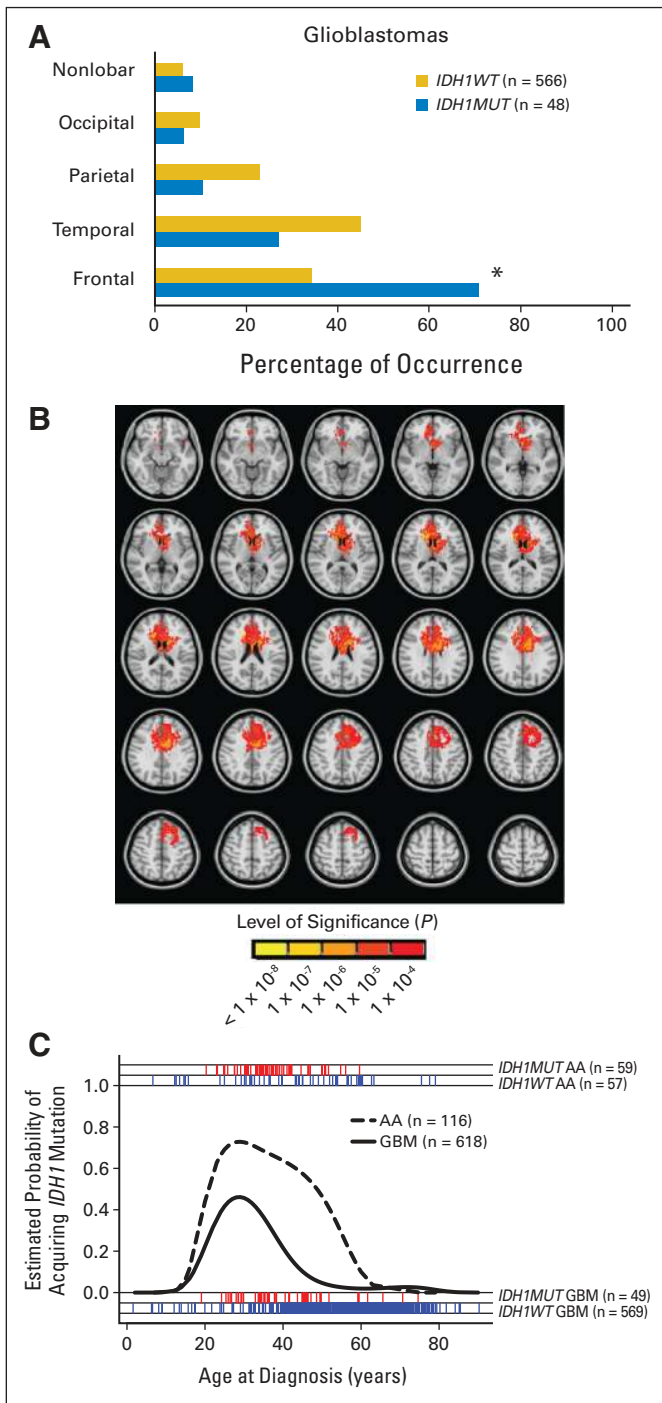 A
Glioblastomas
Nonlobar
Occipital
Parietal
Temporal
Frontal
IDH1WT (n = 566)
IDH1MUT (n = 48)
*
0 20 40 60 80 100
Percentage of Occurrence
B
Level of Significance (P)
< 1 x 10⁻⁸
1 x 10⁻⁷
1 x 10⁻⁶
1 x 10⁻⁵
1 x 10⁻⁴
C
IDH1MUT AA (n = 59)
IDH1WT AA (n = 57)
1.0
0.8
0.6
0.4
0.2
0.0
Estimated Probability of
Acquiring IDH1 Mutation
AA (n = 116)
GBM (n = 618)
IDH1MUT GBM (n = 49)
IDH1WT GBM (n = 569)
0 20 40 60 80
Age at Diagnosis (years)